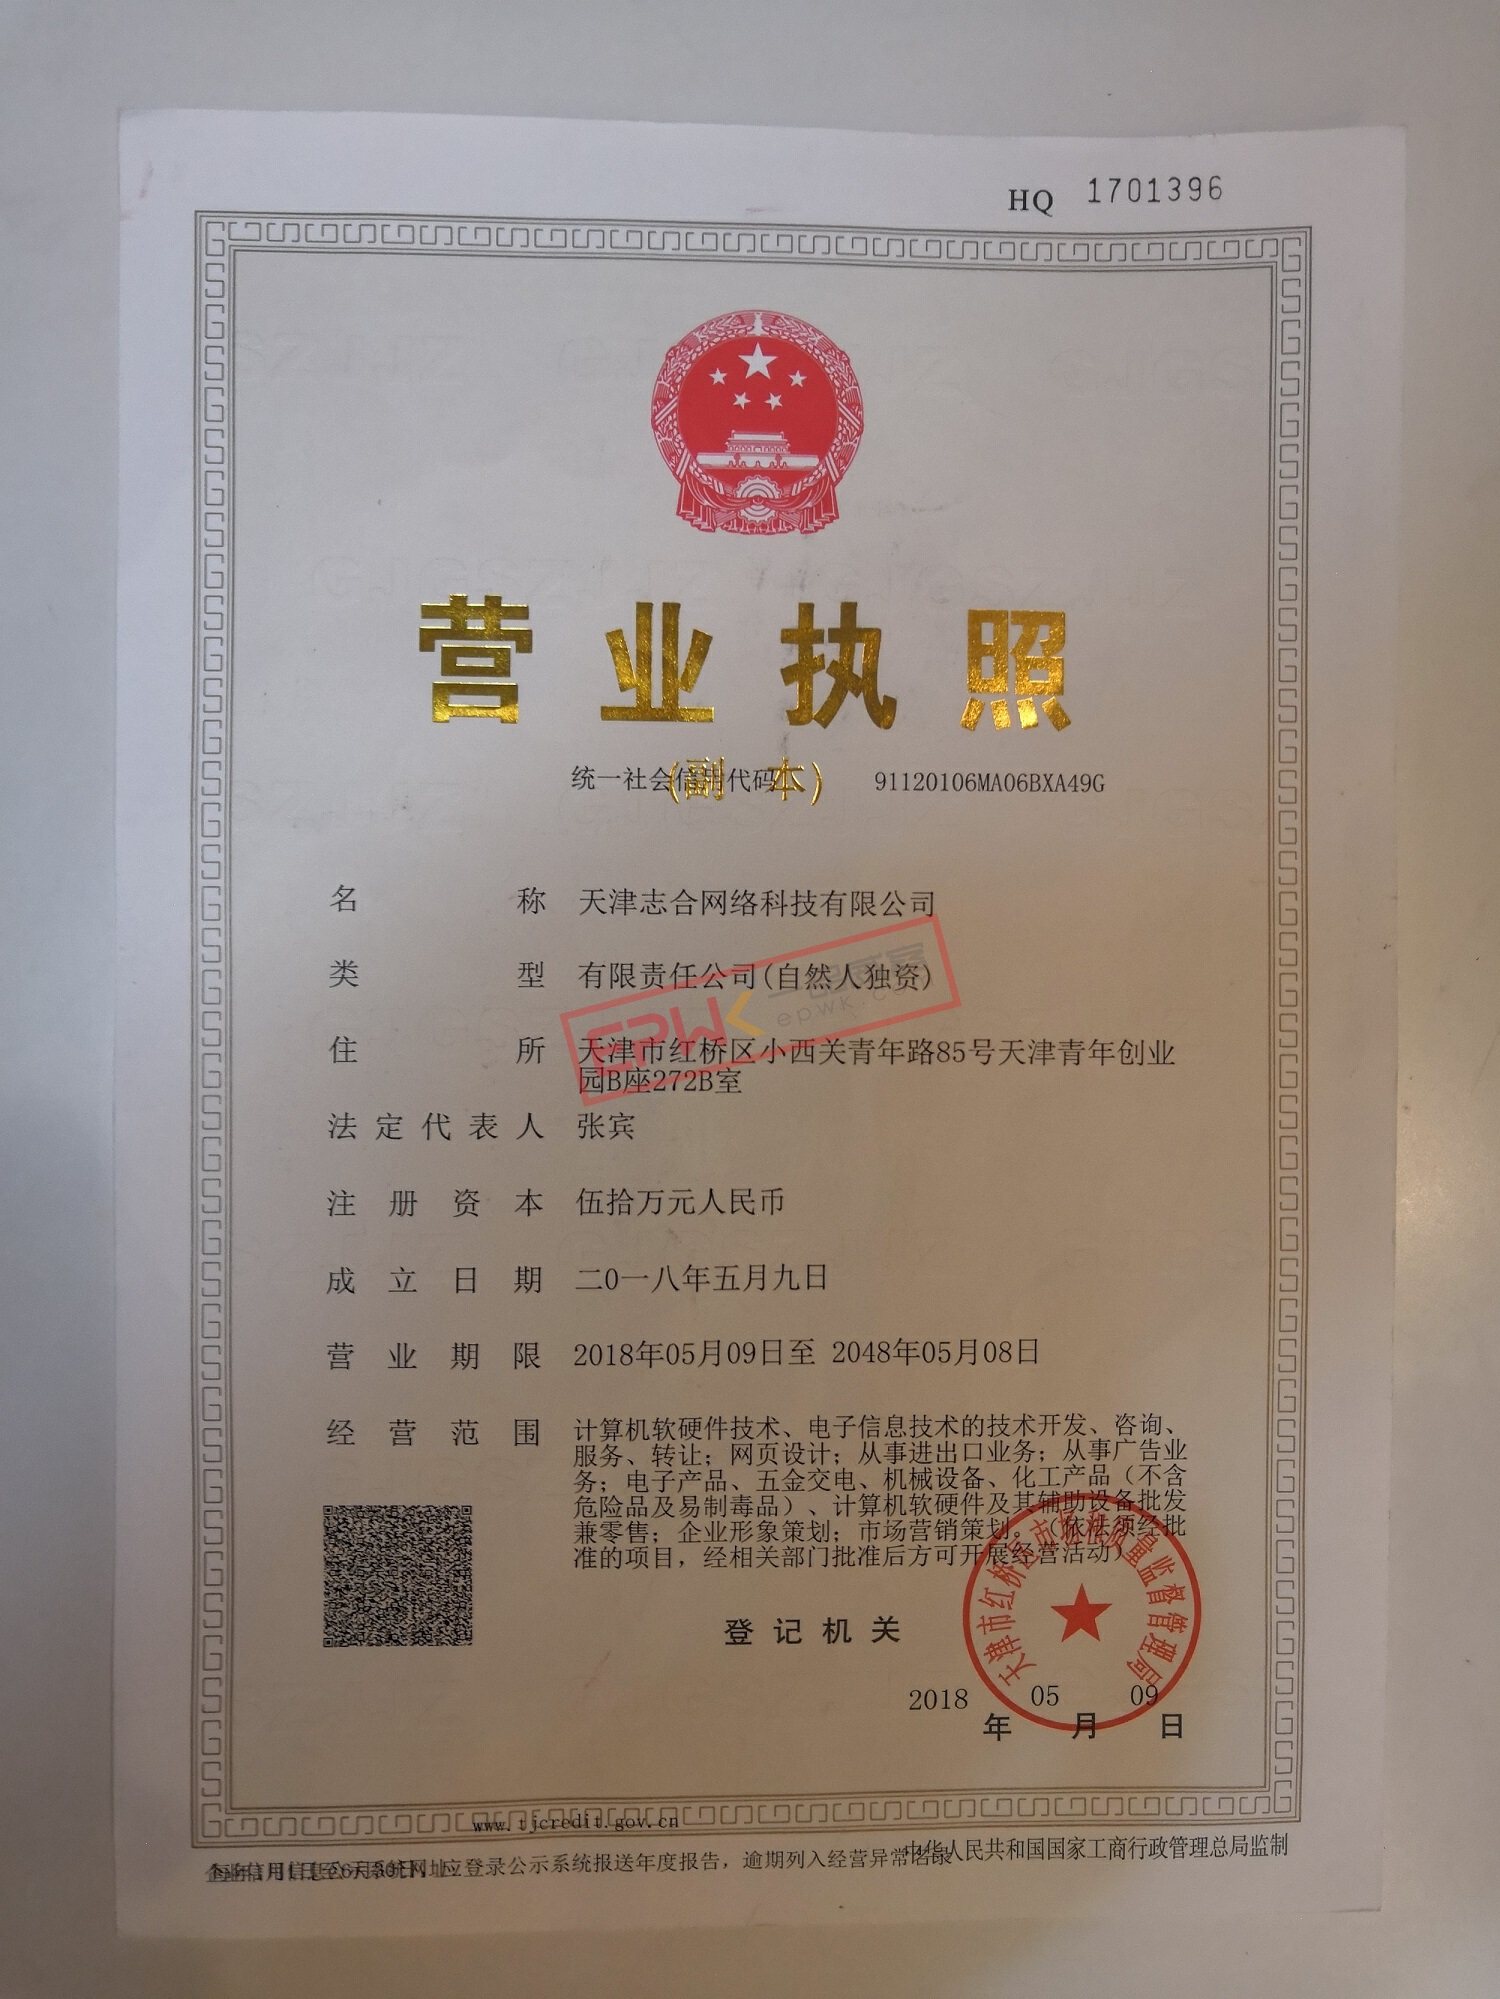 HQ 1701396
营业执照
(副本)
统一社会信用代码 91120106MA06BXA49G
名称 天津志合网络科技有限公司
类型 有限责任公司(自然人独资)
EPWK 一品威客
epwk.com
住所 天津市红桥区小西关青年路85号天津青年创业
园B座272B室
法定代表人 张宾
注册资本 伍拾万元人民币
成立日期 二0一八年五月九日
营业期限 2018年05月09日至 2048年05月08日
经营范围 计算机软硬件技术、电子信息技术的技术开发、咨询、
服务、转让；网页设计；从事进出口业务；从事广告业
务；电子产品、五金交电、机械设备、化工产品（不含
危险品及易制毒品）、计算机软硬件及其辅助设备批发
兼零售；企业形象策划；市场营销策划。（依法须经批
准的项目，经相关部门批准后方可开展经营活动）
天津市红桥区市场和质量监督管理局
登记机关
2018年05月09日
www.tjcredit.gov.cn
应登录公示系统报送年度报告，逾期列入经营异常名录
中华人民共和国国家工商行政管理总局监制